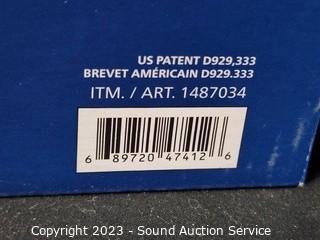 US PATENT D929,333
BREVET AMÉRICAIN D929.333
ITM. / ART. 1487034
6 89720 47412 6
Copyright 2023 - Sound Auction Service